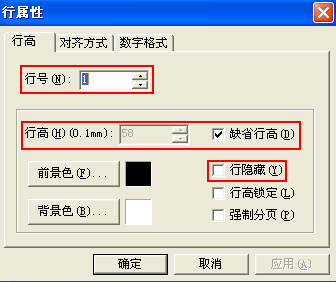 行属性
行高 对齐方式 数字格式
行号(N): 1
行高(H)(0.1mm): 58 缺省行高(D)
前景色(F)... 行隐藏(Y)
行高锁定(L)
背景色(B)... 强制分页(P)
确定 取消 应用(A)